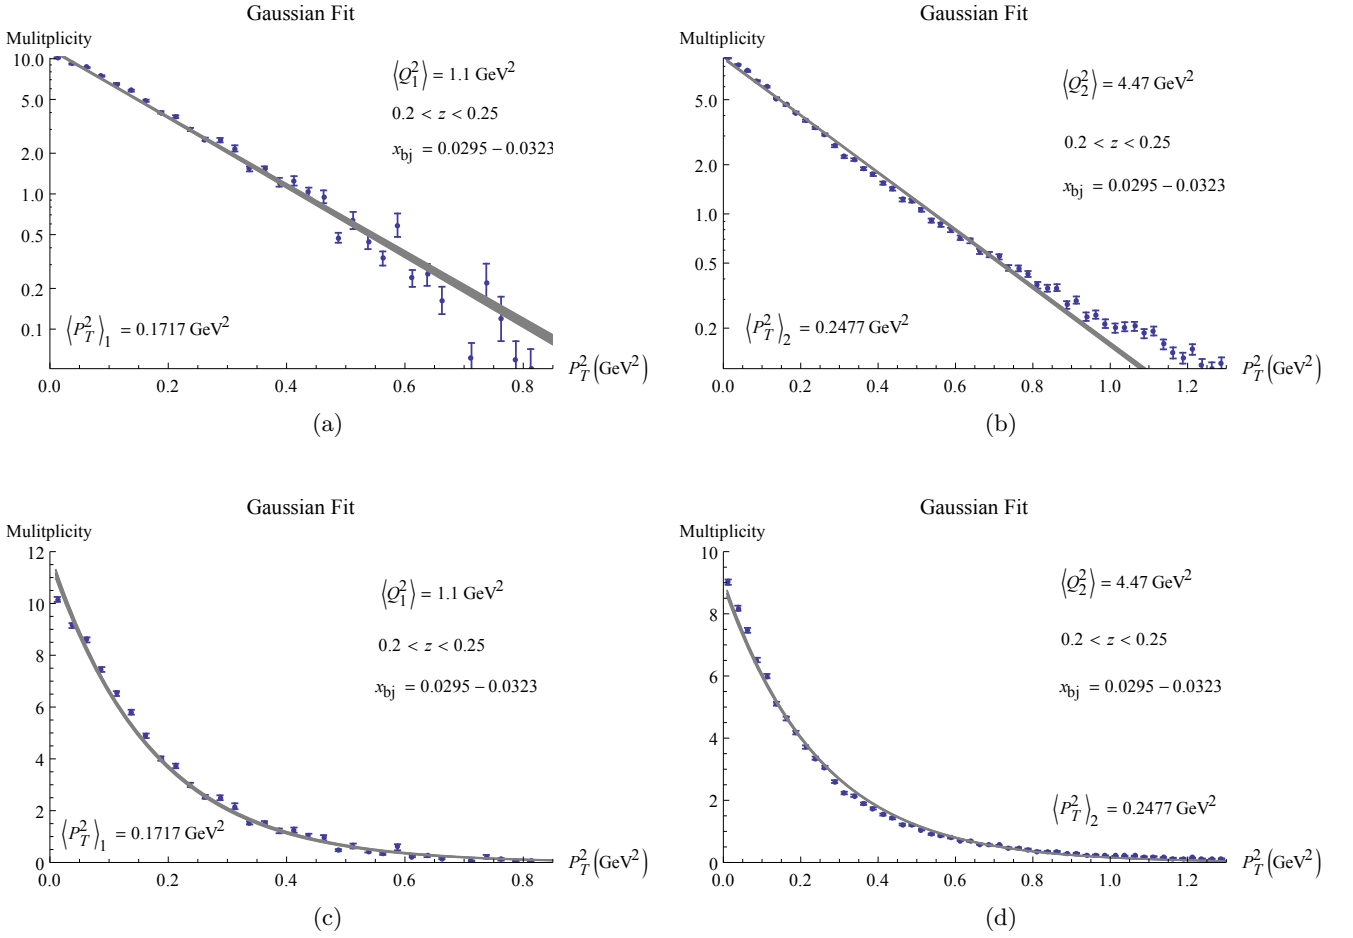 Gaussian Fit
Mulitplicity
10.0
5.0
2.0
1.0
0.5
0.2
0.1
⟨Q₁²⟩ = 1.1 GeV²
0.2 < z < 0.25
x_bj = 0.0295 − 0.0323
⟨P_T²⟩₁ = 0.1717 GeV²
0.0 0.2 0.4 0.6 0.8
P_T² (GeV²)
(a)
Gaussian Fit
Multiplicity
5.0
2.0
1.0
0.5
0.2
⟨Q₂²⟩ = 4.47 GeV²
0.2 < z < 0.25
x_bj = 0.0295 − 0.0323
⟨P_T²⟩₂ = 0.2477 GeV²
0.0 0.2 0.4 0.6 0.8 1.0 1.2
P_T² (GeV²)
(b)
Gaussian Fit
Mulitplicity
12
10
8
6
4
2
0
⟨Q₁²⟩ = 1.1 GeV²
0.2 < z < 0.25
x_bj = 0.0295 − 0.0323
⟨P_T²⟩₁ = 0.1717 GeV²
0.0 0.2 0.4 0.6 0.8
P_T² (GeV²)
(c)
Gaussian Fit
Multiplicity
10
8
6
4
2
0
⟨Q₂²⟩ = 4.47 GeV²
0.2 < z < 0.25
x_bj = 0.0295 − 0.0323
⟨P_T²⟩₂ = 0.2477 GeV²
0.0 0.2 0.4 0.6 0.8 1.0 1.2
P_T² (GeV²)
(d)